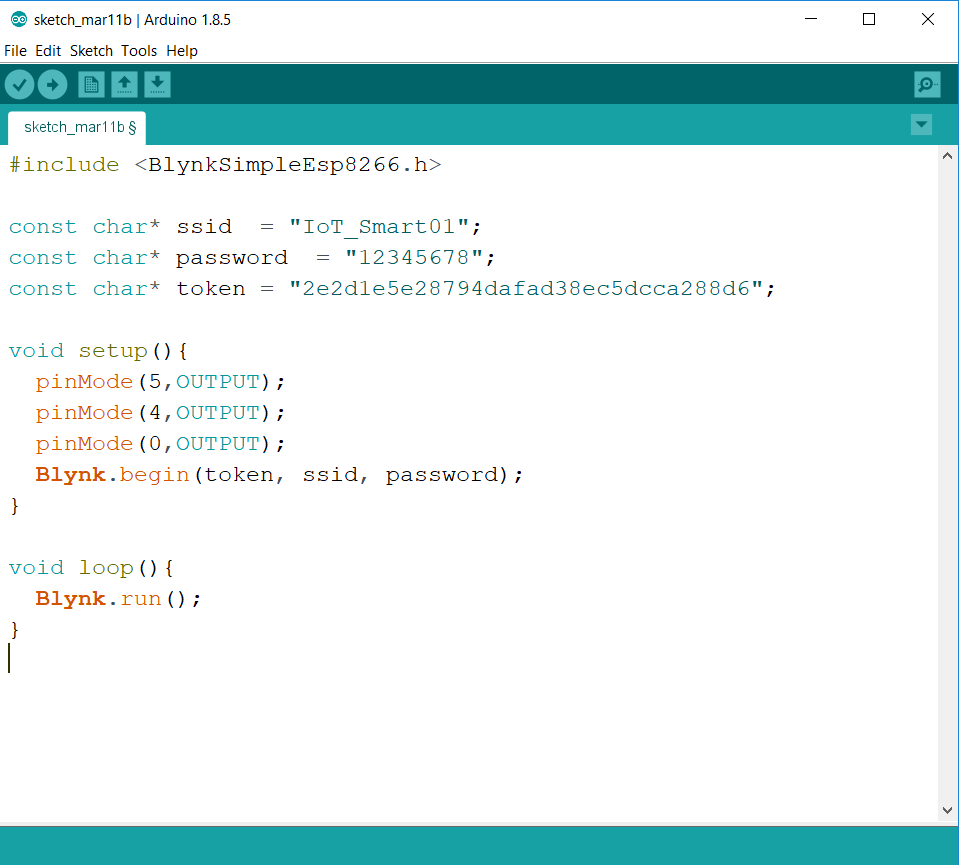 sketch_mar11b | Arduino 1.8.5
File Edit Sketch Tools Help
sketch_mar11b §
#include <BlynkSimpleEsp8266.h>
const char* ssid  = "IoT_Smart01";
const char* password  = "12345678";
const char* token = "2e2d1e5e28794dafad38ec5dcca288d6";
void setup(){
  pinMode(5,OUTPUT);
  pinMode(4,OUTPUT);
  pinMode(0,OUTPUT);
  Blynk.begin(token, ssid, password);
}
void loop(){
  Blynk.run();
}